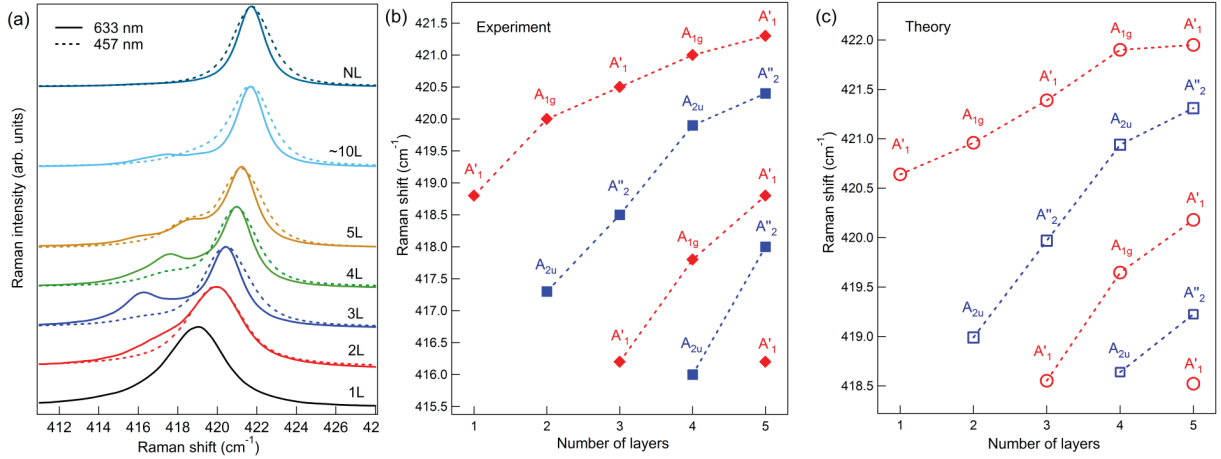 (a)
633 nm
457 nm
NL
~10L
5L
4L
3L
2L
1L
Raman intensity (arb. units)
412 414 416 418 420 422 424 426 42
Raman shift (cm-1)
(b)
Experiment
421.5
421.0
420.5
420.0
419.5
419.0
418.5
418.0
417.5
417.0
416.5
416.0
415.5
Raman shift (cm-1)
A'1
A1g
A'1
A1g
A'1
A2u
A"2
A2u
A"2
A'1
A1g
A'1
A2u
A"2
A'1
1 2 3 4 5
Number of layers
(c)
Theory
422.0
421.5
421.0
420.5
420.0
419.5
419.0
418.5
Raman shift (cm-1)
A'1
A1g
A'1
A1g
A'1
A2u
A"2
A2u
A"2
A'1
A1g
A'1
A2u
A"2
A'1
1 2 3 4 5
Number of layers